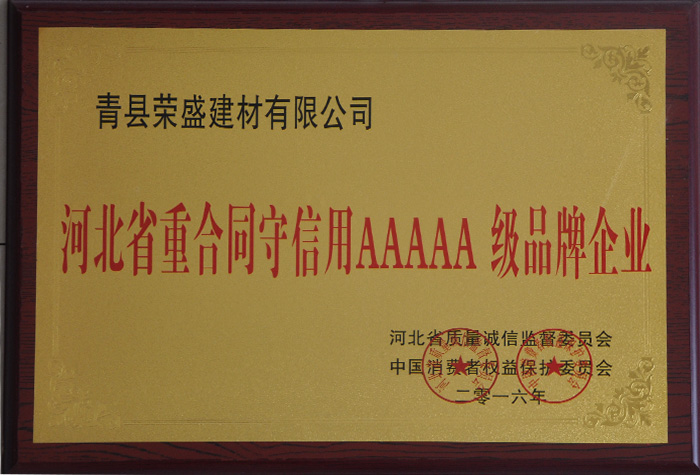 青县荣盛建材有限公司
河北省重合同守信用AAAAA 级品牌企业
河北省质量诚信监督委员会
中国消费者权益保护委员会
二零一六年